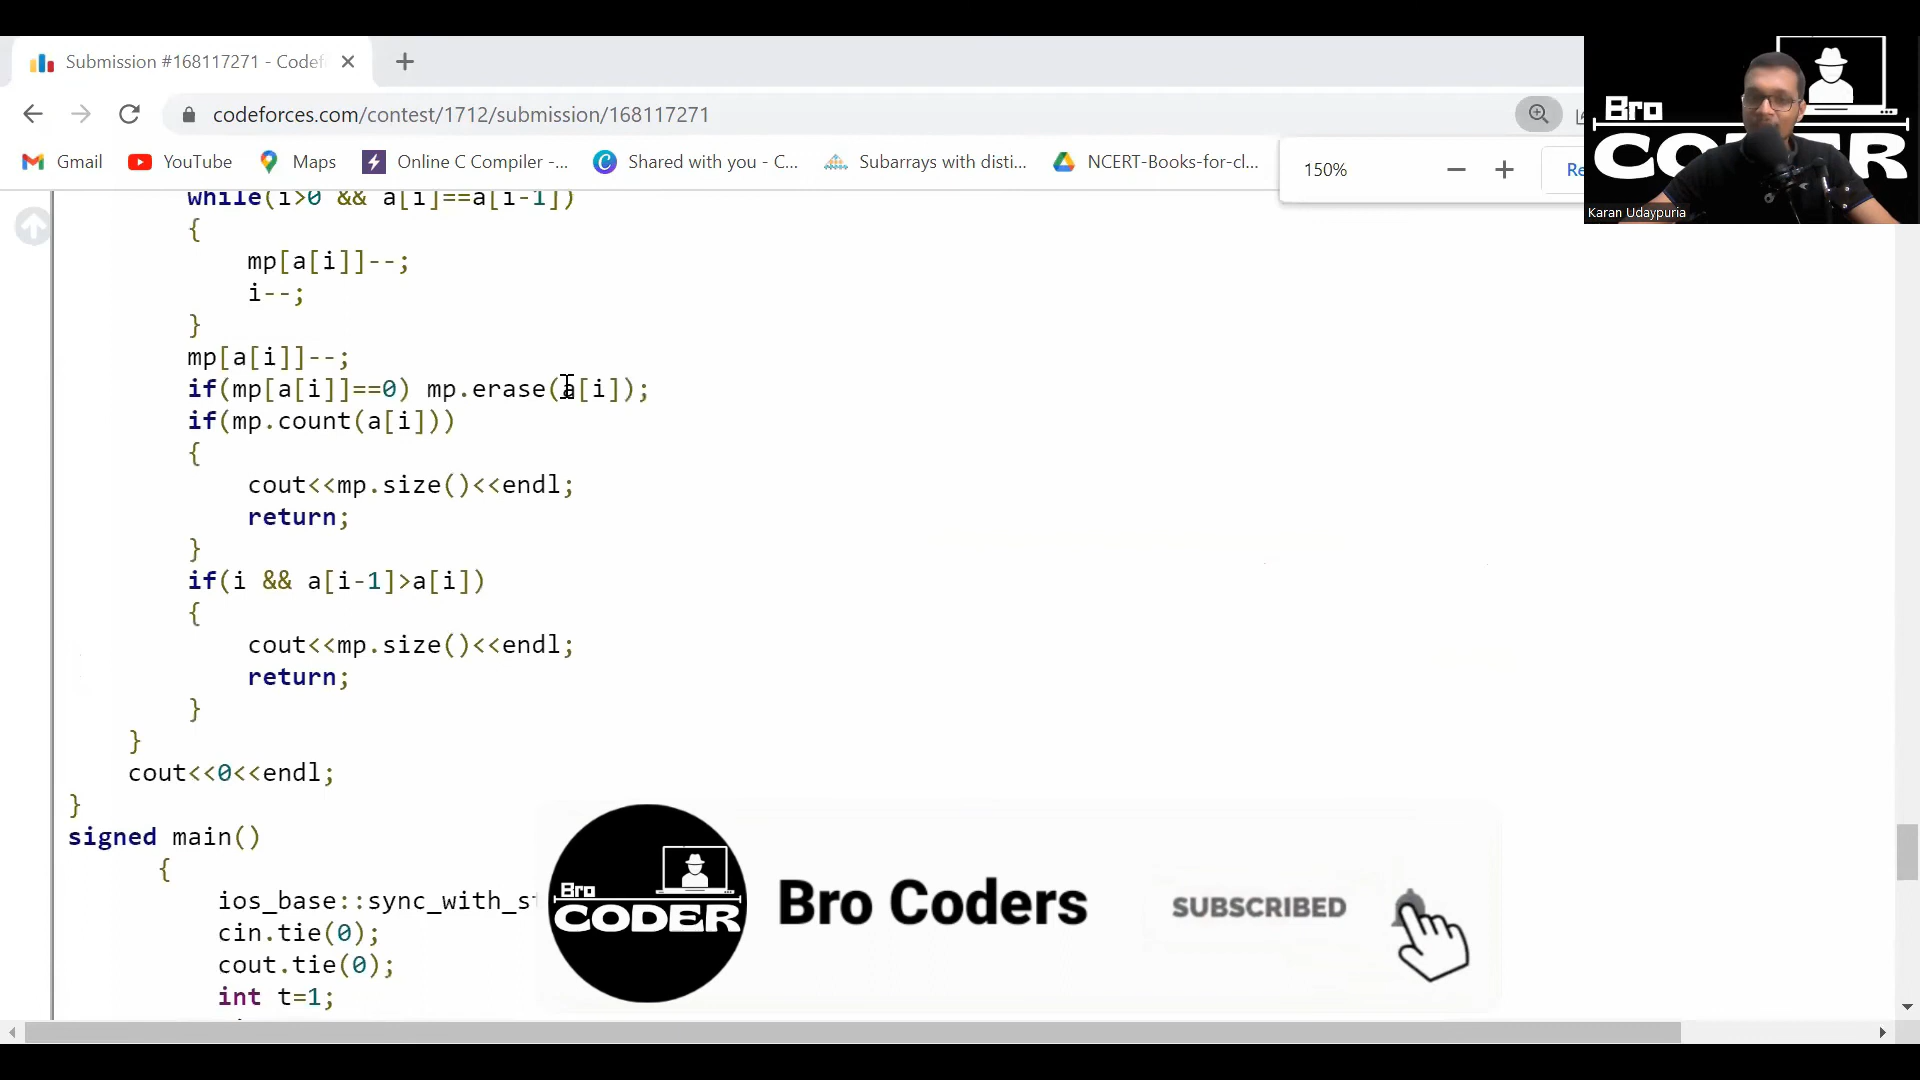 Submission #168117271 - Codef
codeforces.com/contest/1712/submission/168117271
Gmail
YouTube
Maps
Online C Compiler -...
Shared with you - C...
Subarrays with disti...
NCERT-Books-for-cl...
150%
Re
Bro
CODER
Karan Udaypuria
while(i>0 && a[i]==a[i-1])
{
mp[a[i]]--;
i--;
}
mp[a[i]]--;
if(mp[a[i]]==0) mp.erase(a[i]);
if(mp.count(a[i]))
{
cout<<mp.size()<<endl;
return;
}
if(i && a[i-1]>a[i])
{
cout<<mp.size()<<endl;
return;
}
}
cout<<0<<endl;
}
signed main()
{
ios_base::sync_with_st
cin.tie(0);
cout.tie(0);
int t=1;
Bro
CODER
Bro Coders
SUBSCRIBED